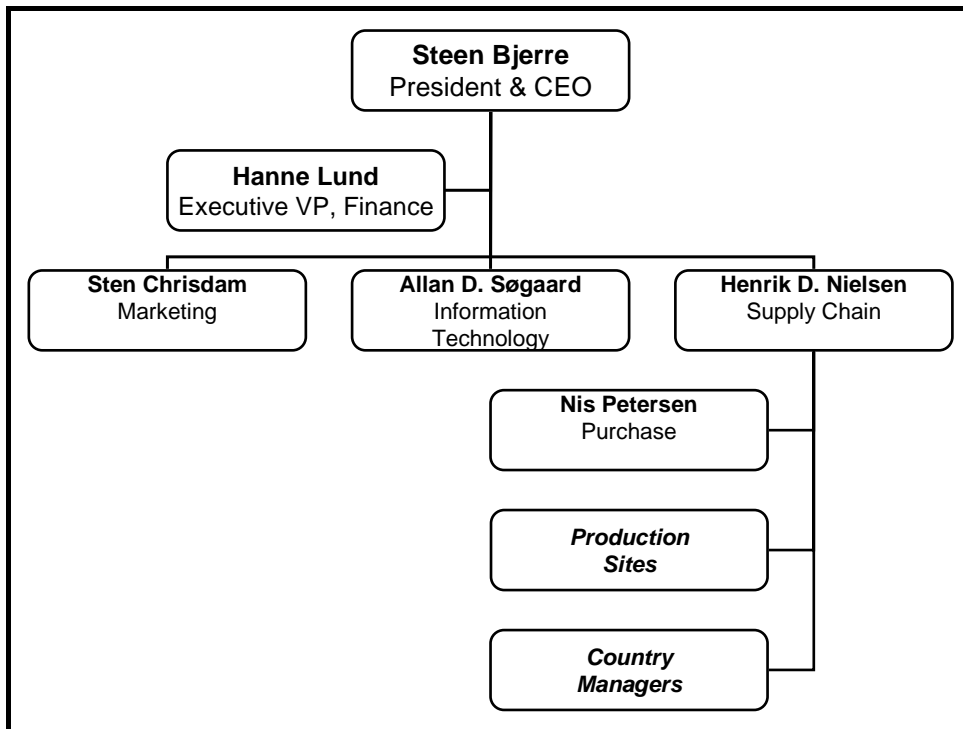 Steen Bjerre
President & CEO
Hanne Lund
Executive VP, Finance
Sten Chrisdam
Marketing
Allan D. Søgaard
Information
Technology
Henrik D. Nielsen
Supply Chain
Nis Petersen
Purchase
Production
Sites
Country
Managers